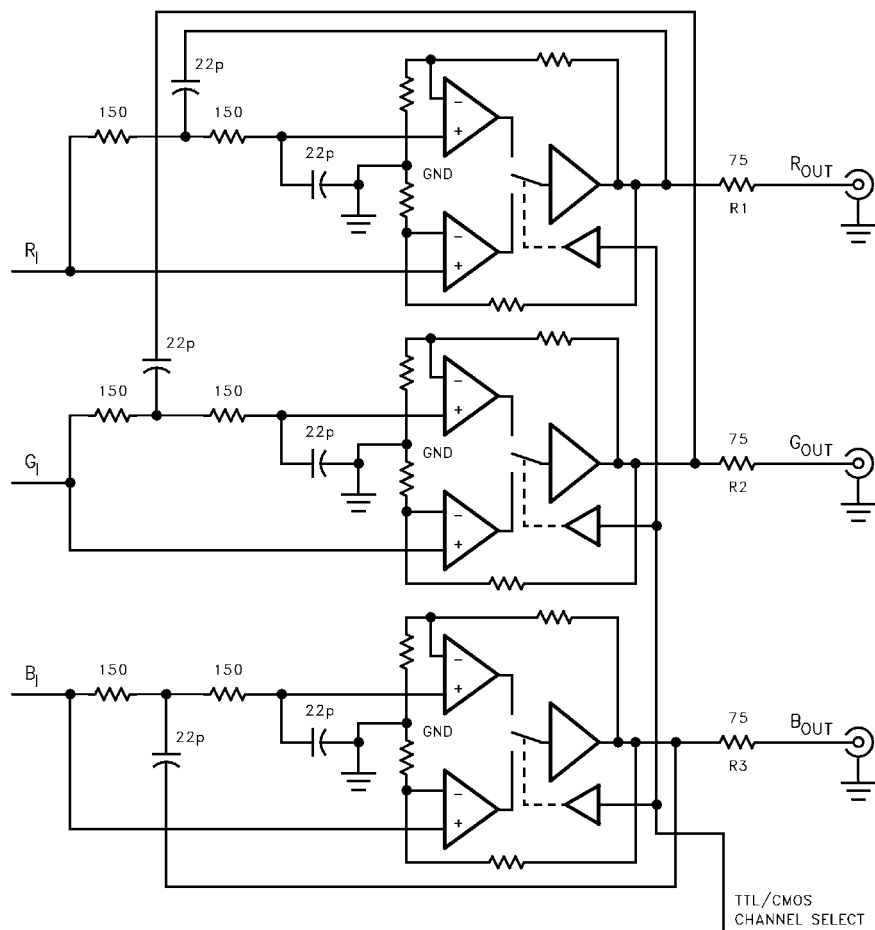 22p
150 150
22p
GND
75
R1
ROUT
RI
− + − +
22p
150 150
22p
GND
75
R2
GOUT
GI
− + − +
BI
150 150
22p
22p
GND
75
R3
BOUT
− + − +
TTL/CMOS
CHANNEL SELECT